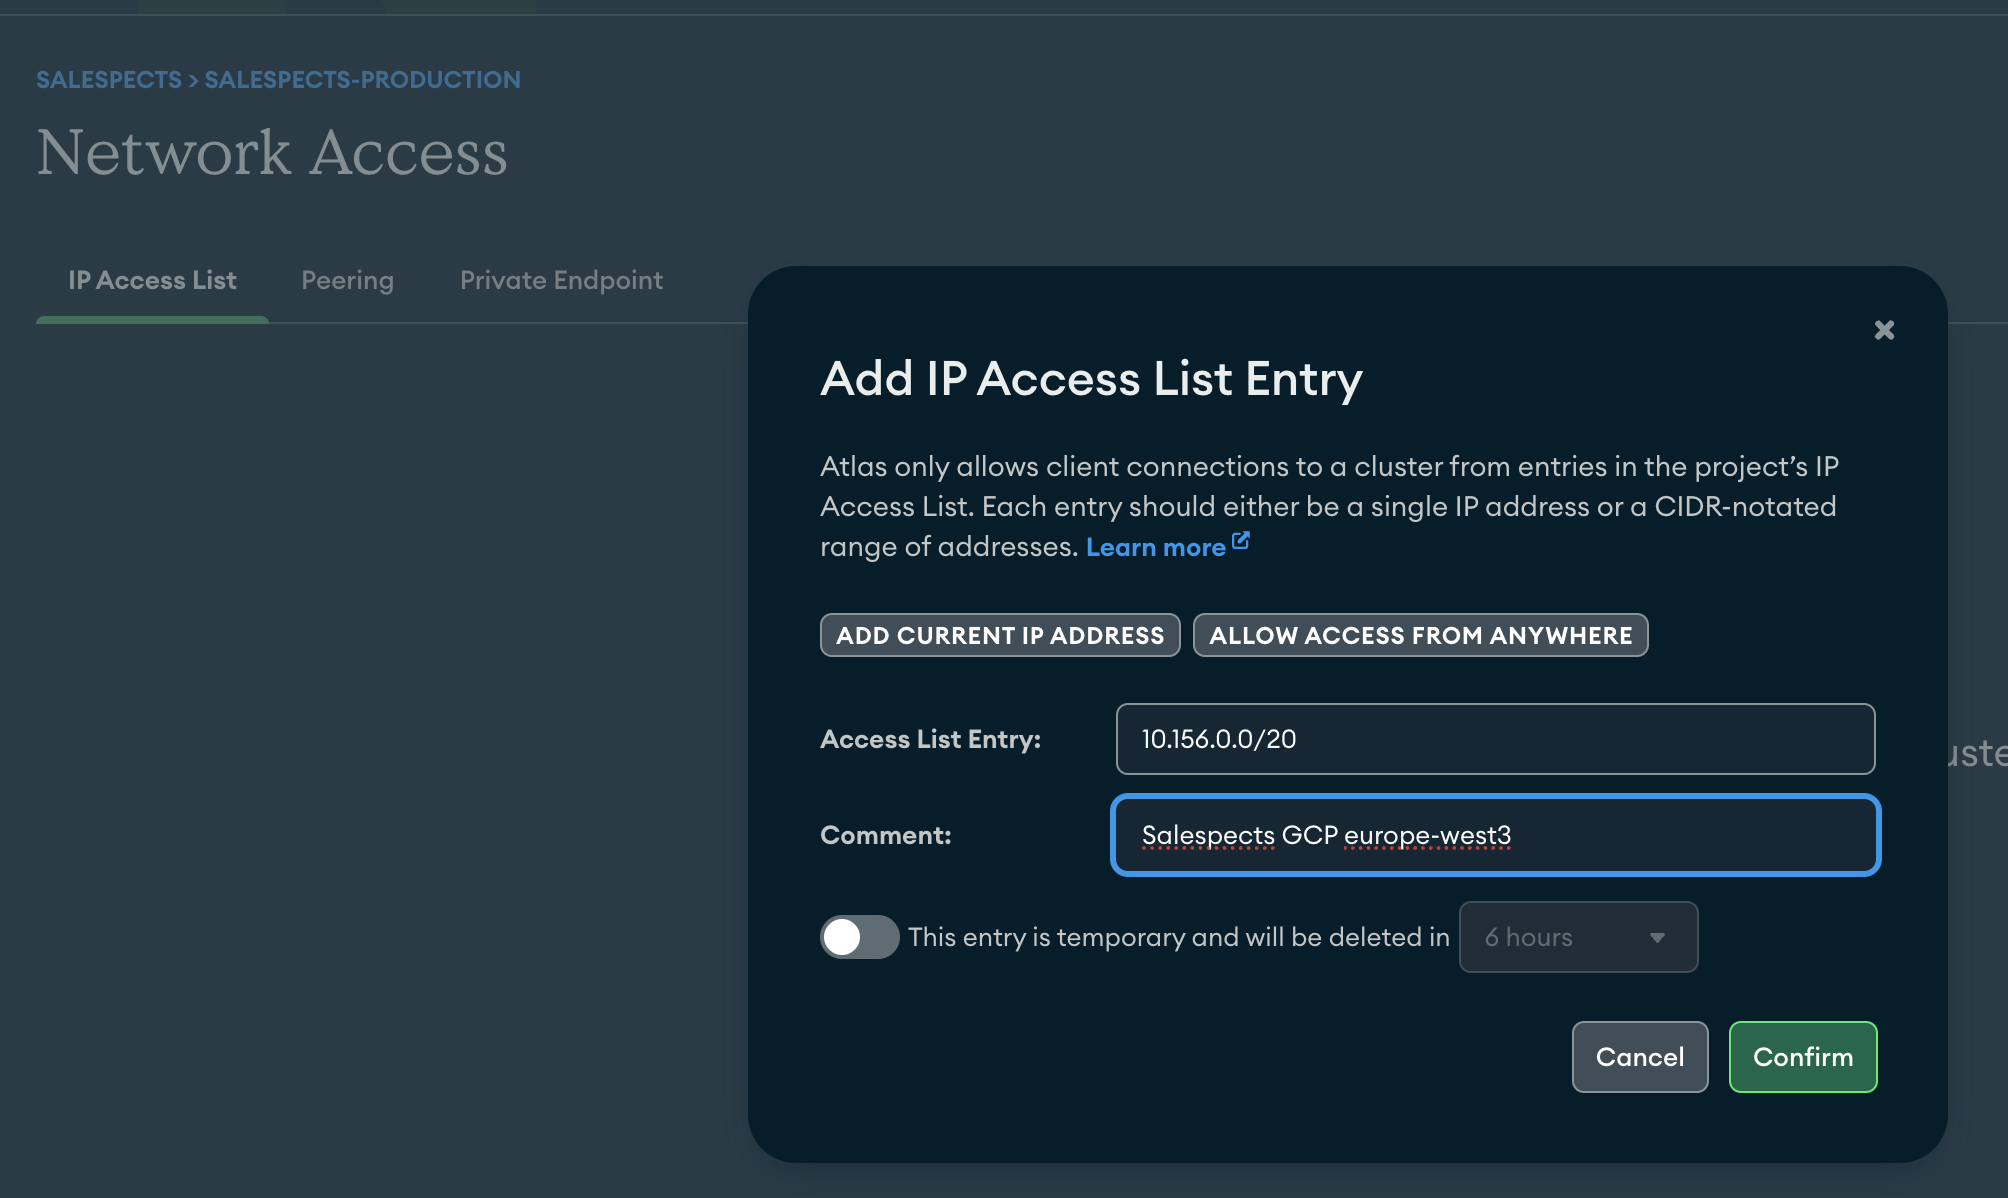 SALESPECTS > SALESPECTS-PRODUCTION
Network Access
IP Access List
Peering
Private Endpoint
Add IP Access List Entry
Atlas only allows client connections to a cluster from entries in the project’s IP
Access List. Each entry should either be a single IP address or a CIDR-notated
range of addresses. Learn more
ADD CURRENT IP ADDRESS
ALLOW ACCESS FROM ANYWHERE
Access List Entry:
10.156.0.0/20
Comment:
Salespects GCP europe-west3
This entry is temporary and will be deleted in
6 hours
Cancel
Confirm